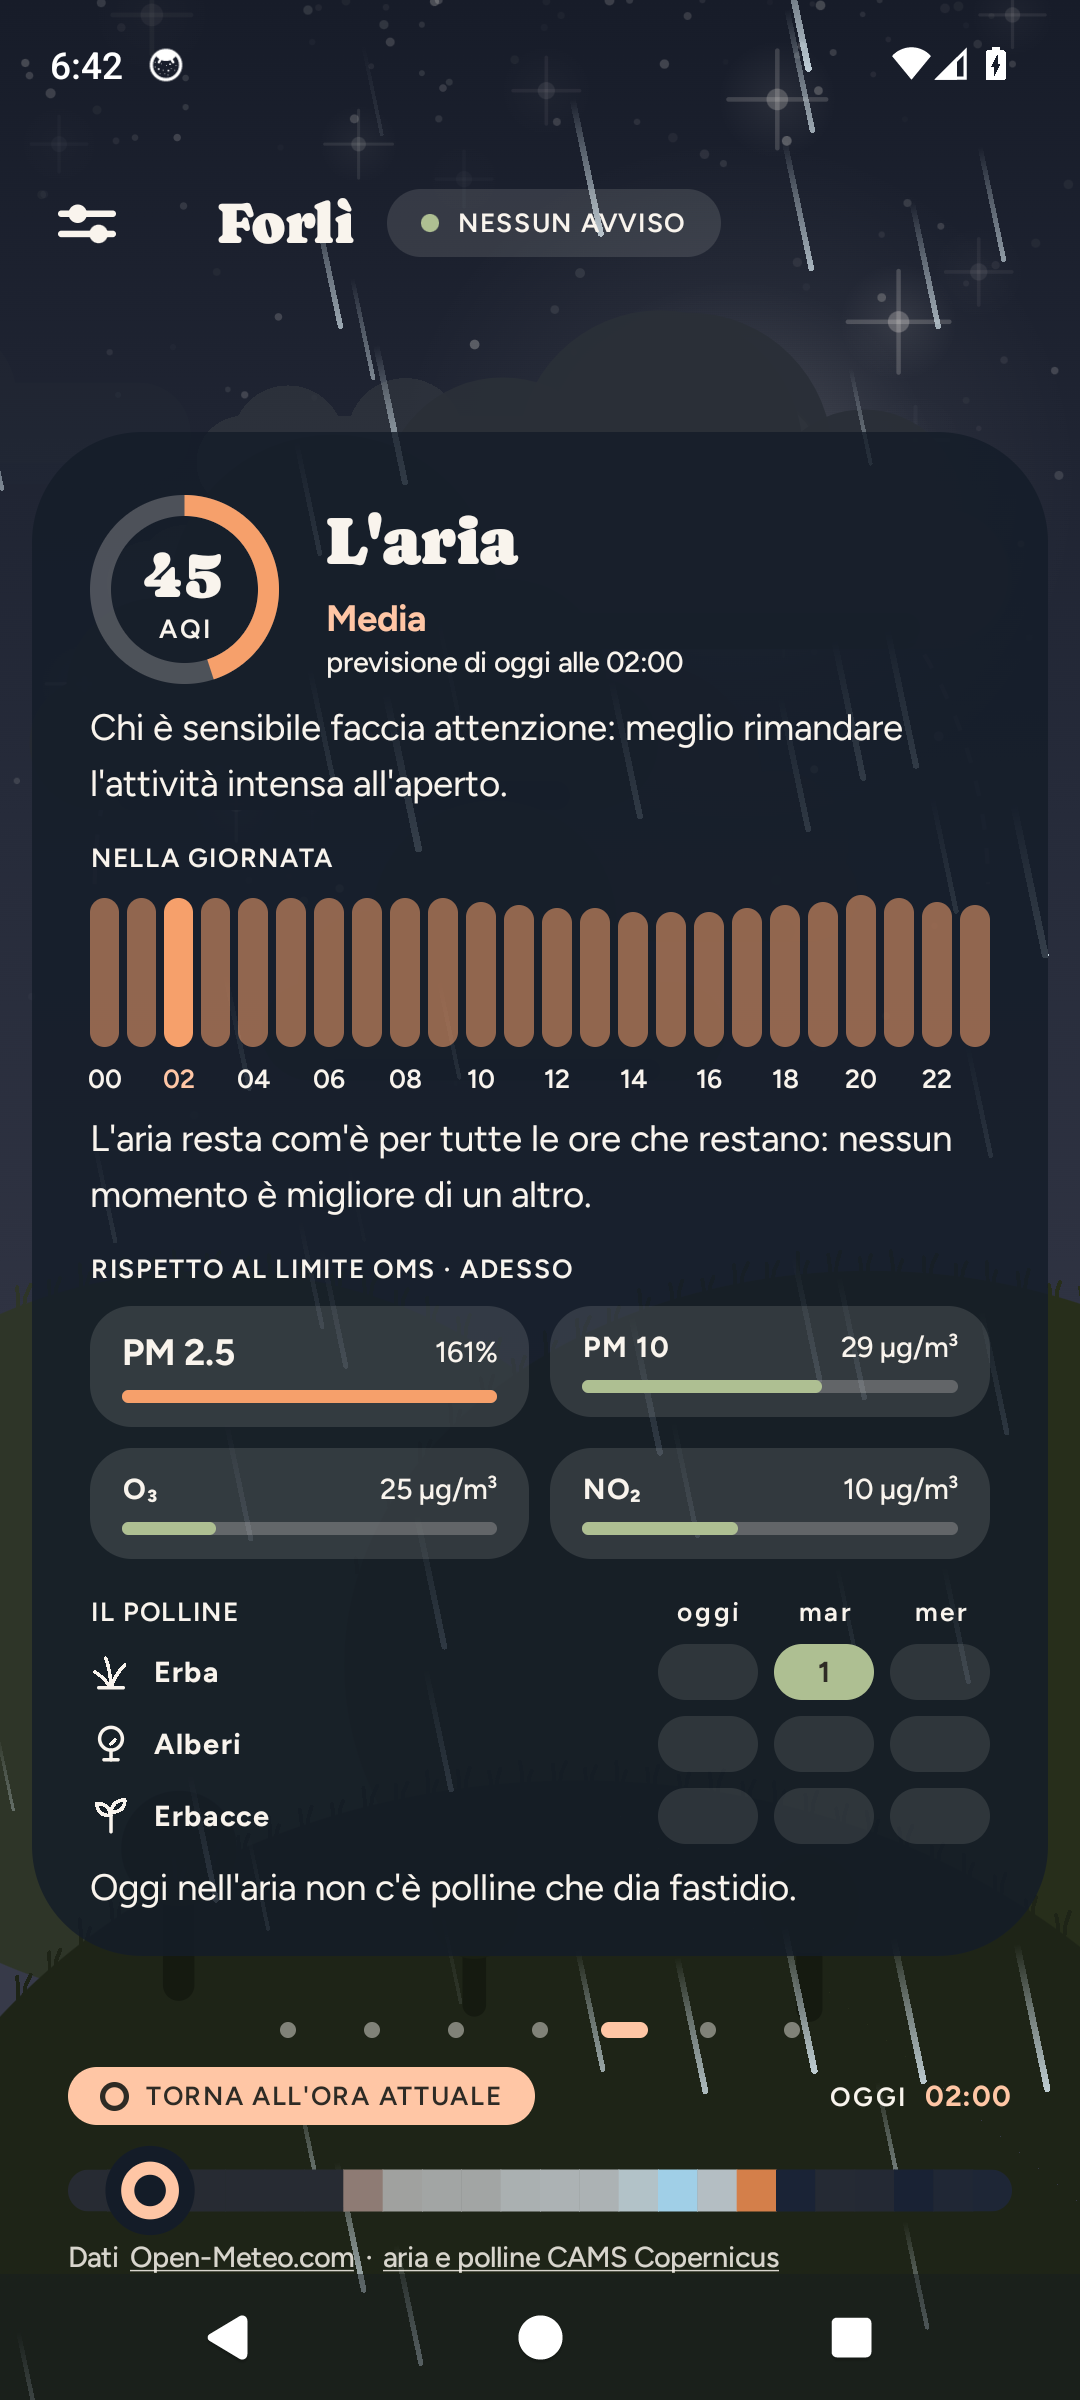 6:42
Forlì
NESSUN AVVISO
45
AQI
L'aria
Media
previsione di oggi alle 02:00
Chi è sensibile faccia attenzione: meglio rimandare
l'attività intensa all'aperto.
NELLA GIORNATA
00 02 04 06 08 10 12 14 16 18 20 22
L'aria resta com'è per tutte le ore che restano: nessun
momento è migliore di un altro.
RISPETTO AL LIMITE OMS · ADESSO
PM 2.5 161%
PM 10 29 µg/m³
O₃ 25 µg/m³
NO₂ 10 µg/m³
IL POLLINE oggi mar mer
Erba 1
Alberi
Erbacce
Oggi nell'aria non c'è polline che dia fastidio.
TORNA ALL'ORA ATTUALE
OGGI 02:00
Dati Open-Meteo.com · aria e polline CAMS Copernicus